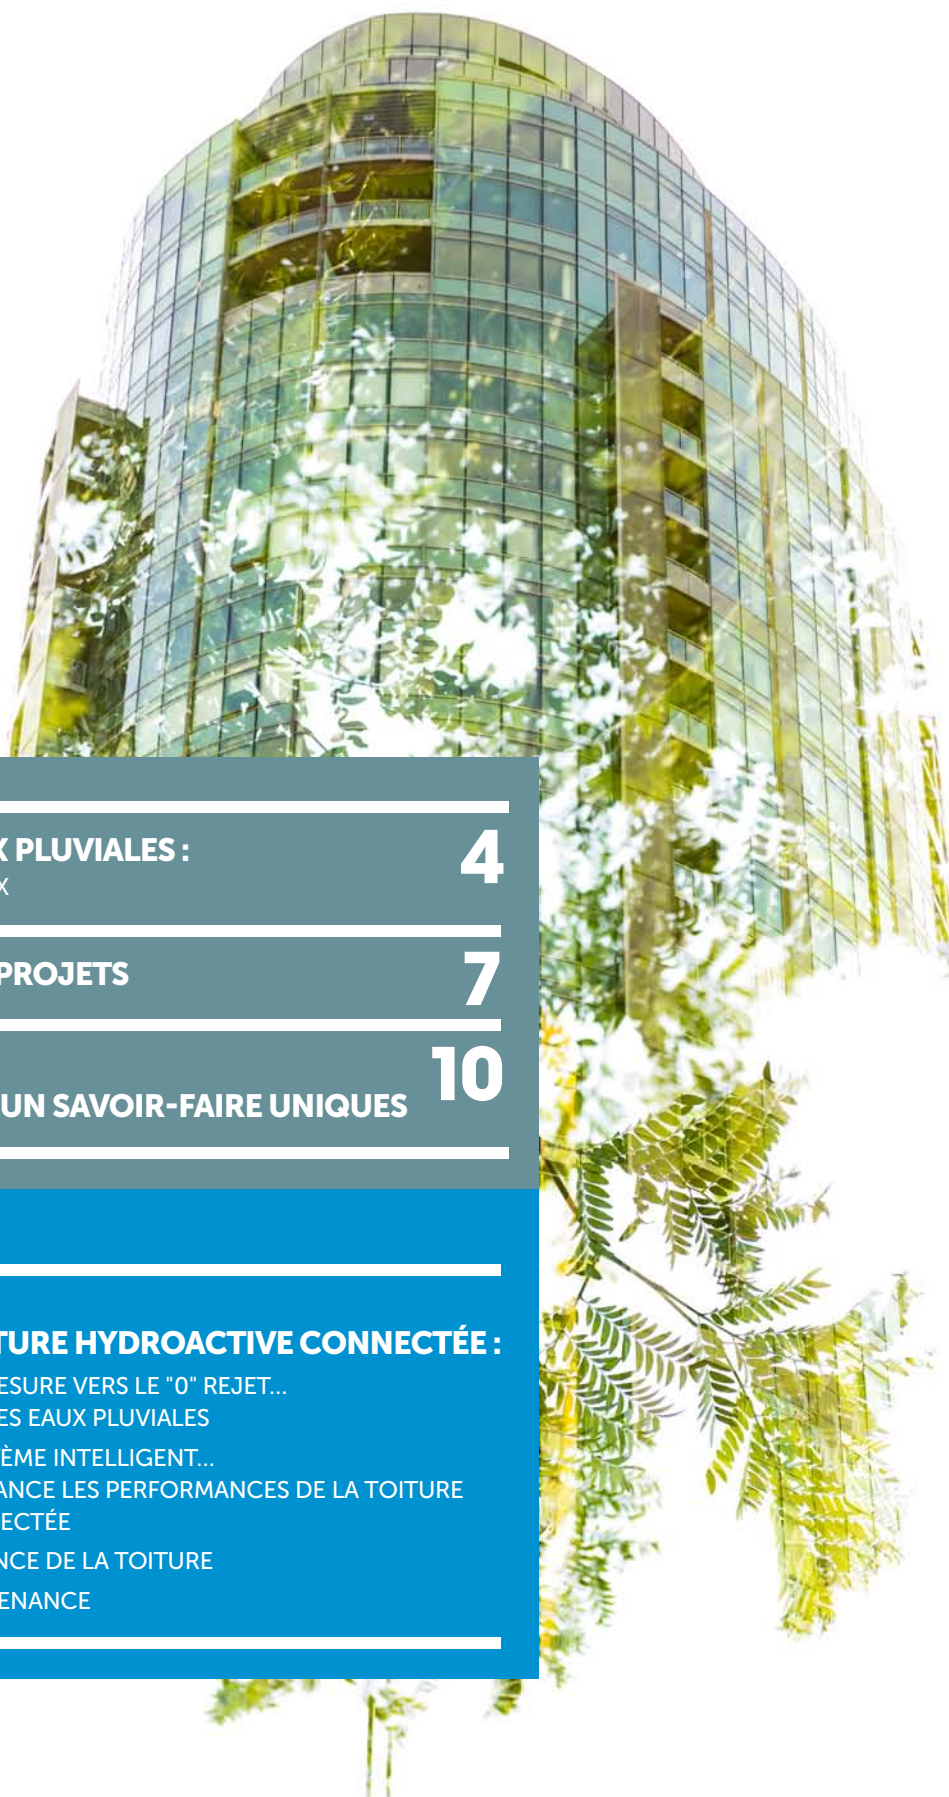 X PLUVIALES :
X
4
PROJETS
7
10
UN SAVOIR-FAIRE UNIQUES
TURE HYDROACTIVE CONNECTÉE :
ESURE VERS LE "0" REJET...
ES EAUX PLUVIALES
TÈME INTELLIGENT...
ANCE LES PERFORMANCES DE LA TOITURE
ECTÉE
NCE DE LA TOITURE
ENANCE